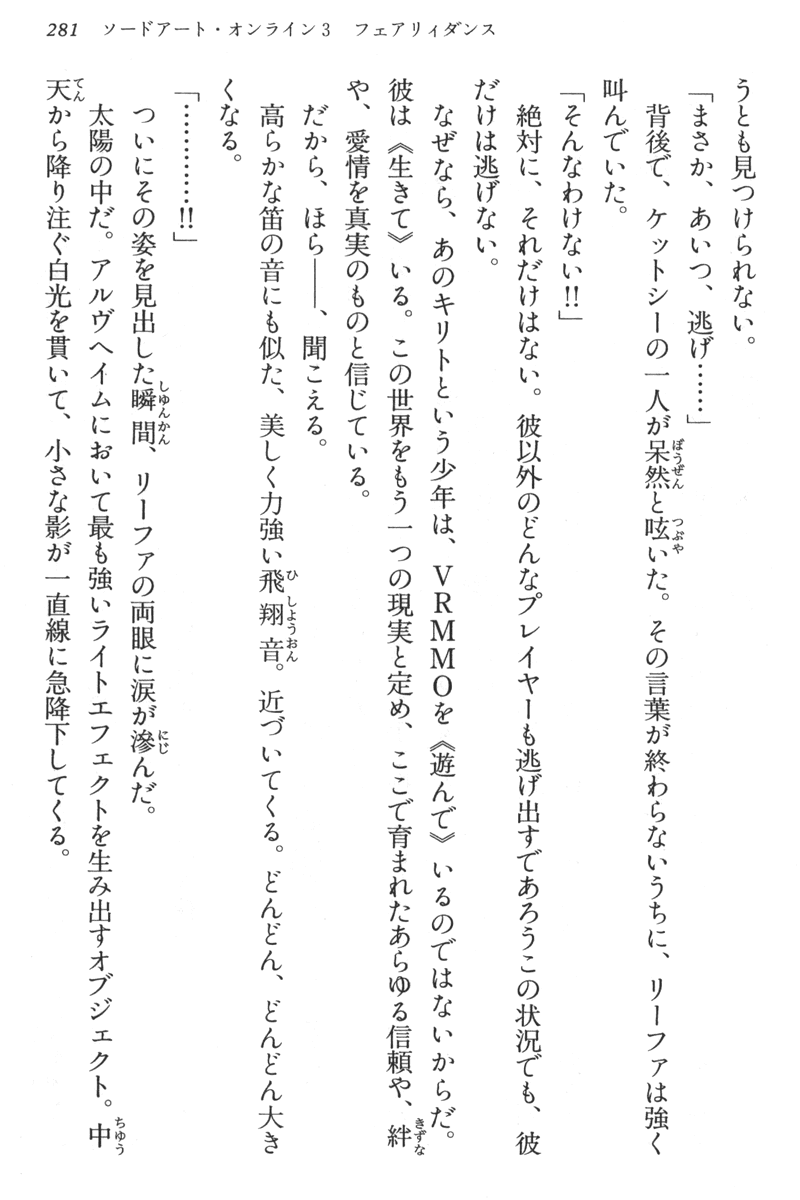 281 ソードアート・オンライン3 フェアリィダンス
うとも見つけられない。
「まさか、あいつ、逃げ……」
背後で、ケットシーの一人が呆然と呟いた。その言葉が終わらないうちに、リーファは強く
叫んでいた。
「そんなわけない!!」
絶対に、それだけはない。彼以外のどんなプレイヤーも逃げ出すであろうこの状況でも、彼
だけは逃げない。
なぜなら、あのキリトという少年は、VRMMOを《遊んで》いるのではないからだ。
彼は《生きて》いる。この世界をもう一つの現実と定め、ここで育まれたあらゆる信頼や、絆
や、愛情を真実のものと信じている。
だから、ほら――、聞こえる。
高らかな笛の音にも似た、美しく力強い飛翔音。近づいてくる。どんどん、どんどん大き
くなる。
「…………!!」
ついにその姿を見出した瞬間、リーファの両眼に涙が滲んだ。
太陽の中だ。アルヴヘイムにおいて最も強いライトエフェクトを生み出すオブジェクト。中
天から降り注ぐ白光を貫いて、小さな影が一直線に急降下してくる。